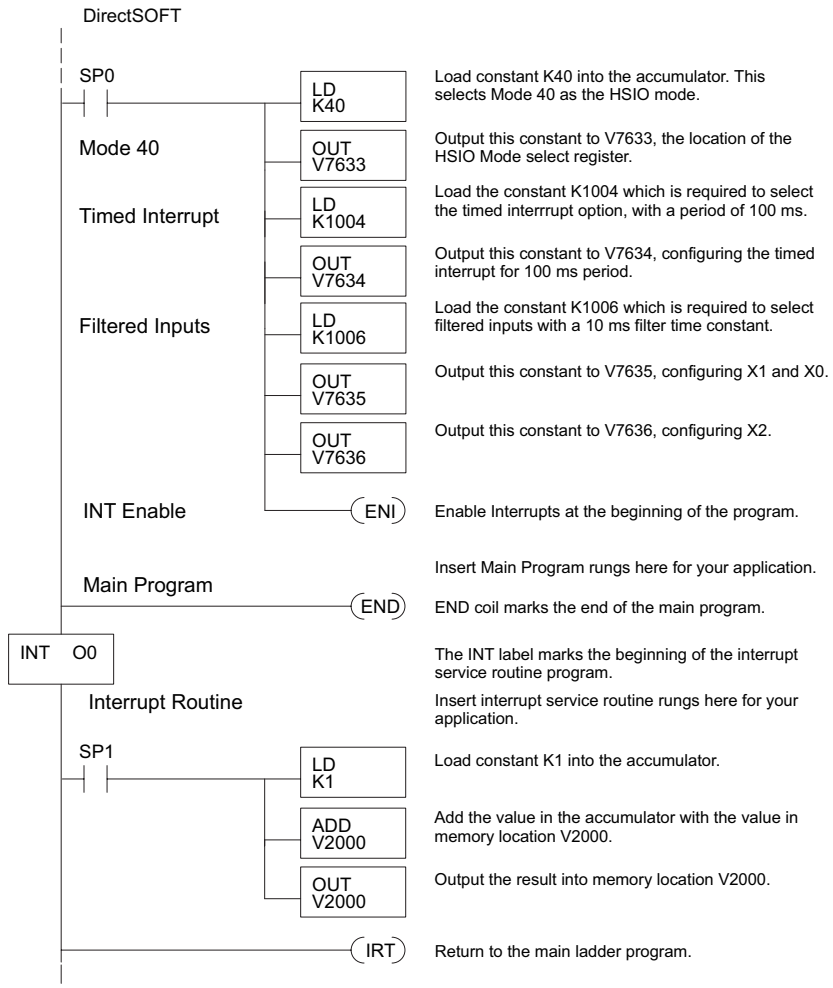 DirectSOFT
SP0
LD
K40
Load constant K40 into the accumulator. This
selects Mode 40 as the HSIO mode.
Mode 40
OUT
V7633
Output this constant to V7633, the location of the
HSIO Mode select register.
Timed Interrupt
LD
K1004
Load the constant K1004 which is required to select
the timed interrrupt option, with a period of 100 ms.
OUT
V7634
Output this constant to V7634, configuring the timed
interrupt for 100 ms period.
Filtered Inputs
LD
K1006
Load the constant K1006 which is required to select
filtered inputs with a 10 ms filter time constant.
OUT
V7635
Output this constant to V7635, configuring X1 and X0.
OUT
V7636
Output this constant to V7636, configuring X2.
INT Enable
ENI
Enable Interrupts at the beginning of the program.
Insert Main Program rungs here for your application.
Main Program
END
END coil marks the end of the main program.
INT O0
The INT label marks the beginning of the interrupt
service routine program.
Interrupt Routine
Insert interrupt service routine rungs here for your
application.
SP1
LD
K1
Load constant K1 into the accumulator.
ADD
V2000
Add the value in the accumulator with the value in
memory location V2000.
OUT
V2000
Output the result into memory location V2000.
IRT
Return to the main ladder program.